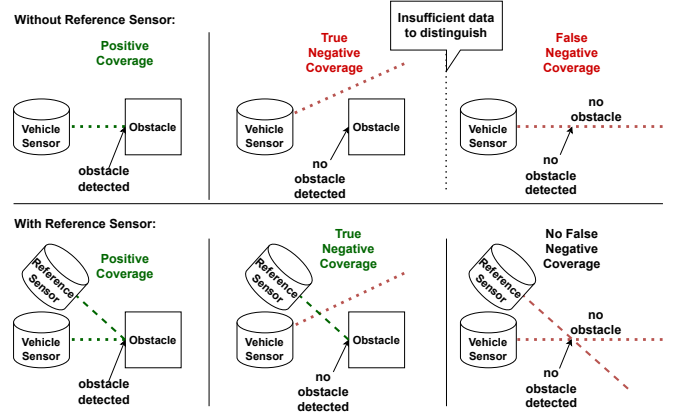 Without Reference Sensor:
Insufficient data
to distinguish
Positive
Coverage
True
Negative
Coverage
False
Negative
Coverage
Vehicle
Sensor
Obstacle
obstacle
detected
Vehicle
Sensor
Obstacle
no
obstacle
detected
Vehicle
Sensor
no
obstacle
no
obstacle
detected
With Reference Sensor:
Positive
Coverage
True
Negative
Coverage
No False
Negative
Coverage
Reference
Sensor
Vehicle
Sensor
Obstacle
obstacle
detected
Reference
Sensor
Vehicle
Sensor
Obstacle
no
obstacle
detected
Reference
Sensor
Vehicle
Sensor
no
obstacle
no
obstacle
detected